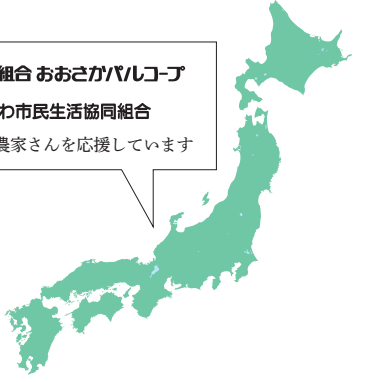 組合 おおさかパルコープ
わ市民生活協同組合
農家さんを応援しています